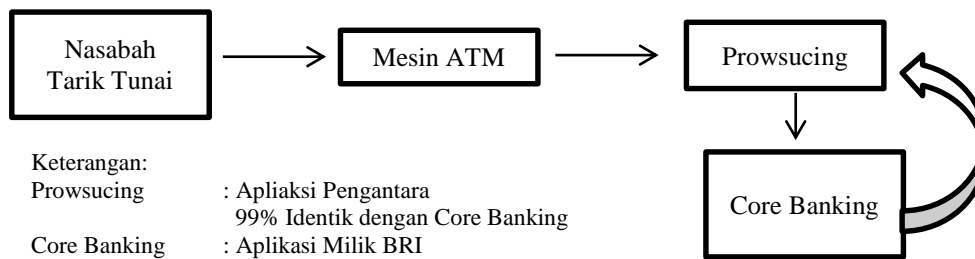 Nasabah
Tarik Tunai
Mesin ATM
Prowsucing
Core Banking
Keterangan:
Prowsucing : Apliaksi Pengantara
99% Identik dengan Core Banking
Core Banking : Aplikasi Milik BRI